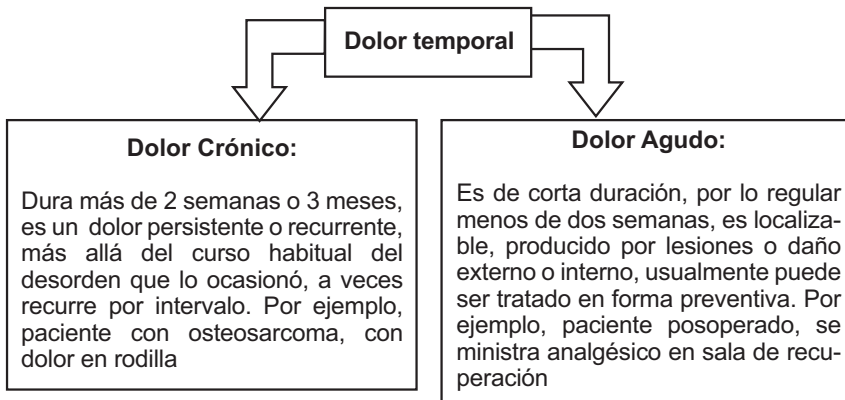 Dolor temporal
Dolor Crónico:
Dura más de 2 semanas o 3 meses,
es un dolor persistente o recurrente,
más allá del curso habitual del
desorden que lo ocasionó, a veces
recurre por intervalo. Por ejemplo,
paciente con osteosarcoma, con
dolor en rodilla
Dolor Agudo:
Es de corta duración, por lo regular
menos de dos semanas, es localiza-
ble, producido por lesiones o daño
externo o interno, usualmente puede
ser tratado en forma preventiva. Por
ejemplo, paciente posoperado, se
ministra analgésico en sala de recu-
peración